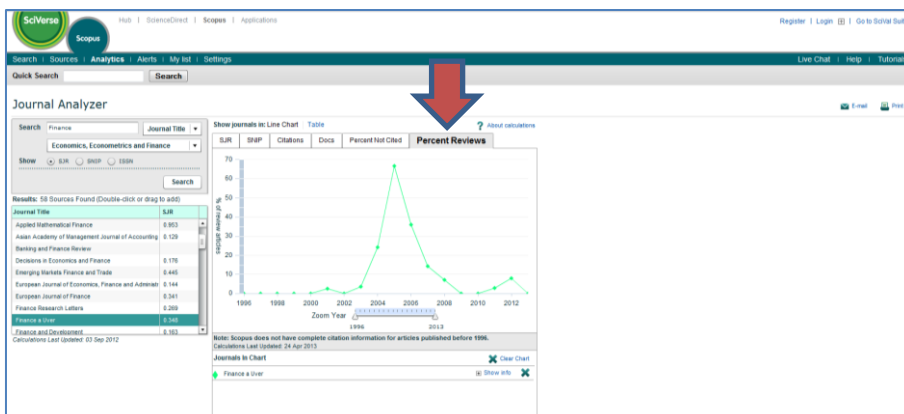 SciVerse
Scopus
Hub | ScienceDirect | Scopus | Applications
Register | Login | Go to SciVal Suit
Search | Sources | Analytics | Alerts | My list | Settings
Live Chat | Help | Tutorial
Quick Search Search
Journal Analyzer
E-mail Print
Search Finance Journal Title
Economics, Econometrics and Finance
Show SJR SNIP ISSN
Search
Results: 58 Sources Found (Double-click or drag to add)
Journal Title SJR
Applied Mathematical Finance 0.953
Asian Academy of Management Journal of Accounting 0.129
Banking and Finance Review
Decisions in Economics and Finance 0.176
Emerging Markets Finance and Trade 0.445
European Journal of Economics, Finance and Administ 0.144
European Journal of Finance 0.341
Finance Research Letters 0.269
Finance a Uver 0.348
Finance and Development 0.163
Calculations Last Updated: 03 Sep 2012
Show journals in: Line Chart | Table
? About calculations
SJR SNIP Citations Docs Percent Not Cited Percent Reviews
% of review articles
70
60
50
40
30
20
10
0
1996 1998 2000 2002 2004 2006 2008 2010 2012
Zoom Year
1996 2013
Note: Scopus does not have complete citation information for articles published before 1996.
Calculations Last Updated: 24 Apr 2013
Journals In Chart Clear Chart
Finance a Uver Show info